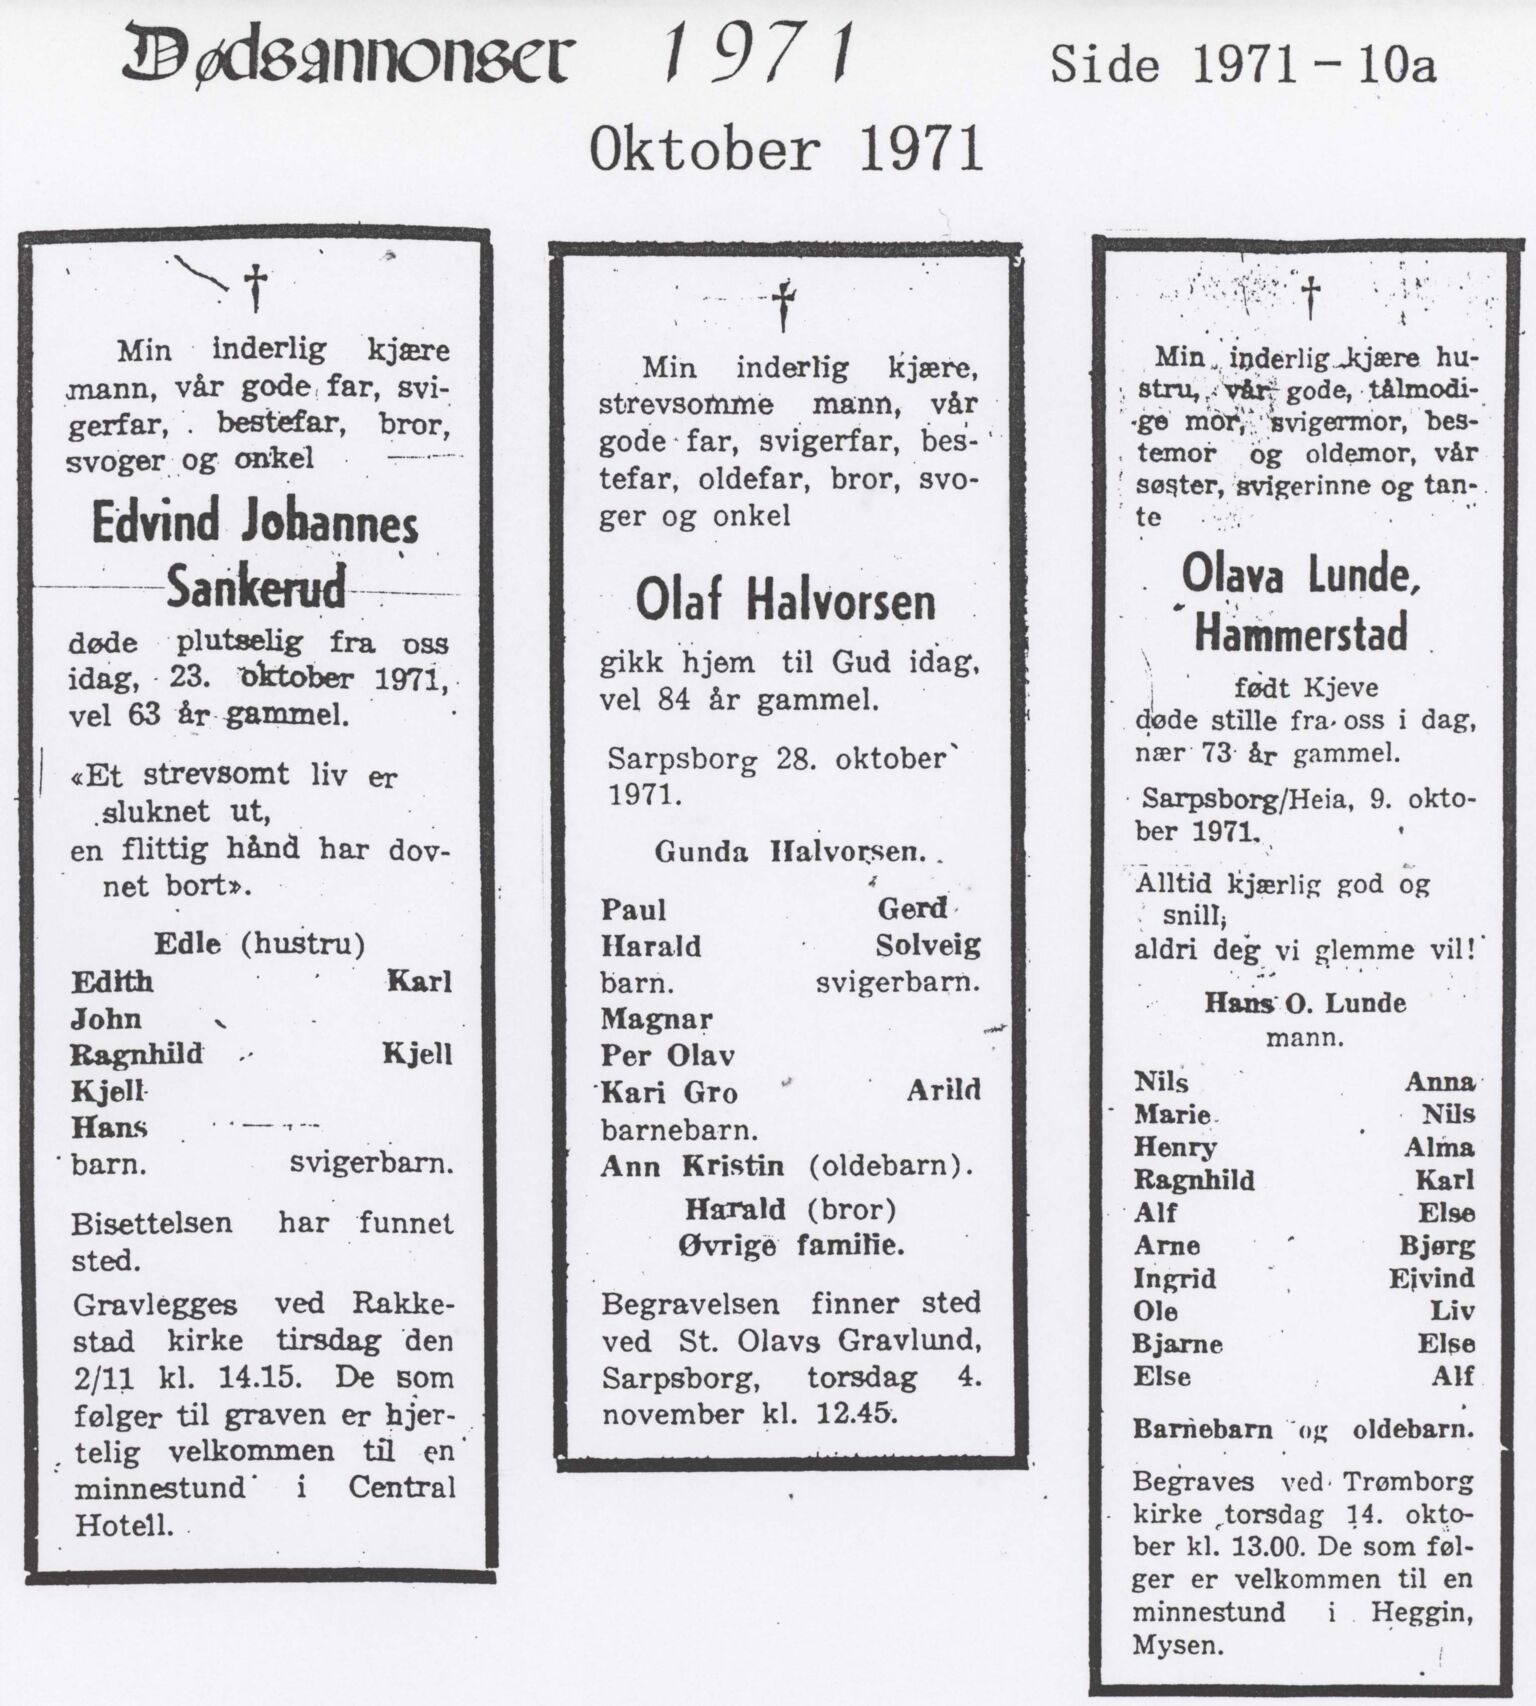 Dødsannonser 1971 Side 1971-10a
Oktober 1971
†
Min inderlig kjære
mann, vår gode far, svi-
gerfar, bestefar, bror,
svoger og onkel
Edvind Johannes
Sankerud
døde plutselig fra oss
idag, 23. oktober 1971,
vel 63 år gammel.
«Et strevsomt liv er
sluknet ut,
en flittig hånd har dov-
net bort».
Edle (hustru)
Edith Karl
John
Ragnhild Kjell
Kjell
Hans
barn. svigerbarn.
Bisettelsen har funnet
sted.
Gravlegges ved Rakke-
stad kirke tirsdag den
2/11 kl. 14.15. De som
følger til graven er hjer-
telig velkommen til en
minnestund i Central
Hotell.
†
Min inderlig kjære,
strevsomme mann, vår
gode far, svigerfar, bes-
tefar, oldefar, bror, svo-
ger og onkel
Olaf Halvorsen
gikk hjem til Gud idag,
vel 84 år gammel.
Sarpsborg 28. oktober
1971.
Gunda Halvorsen.
Paul Gerd
Harald Solveig
barn. svigerbarn.
Magnar
Per Olav
Kari Gro Arild
barnebarn.
Ann Kristin (oldebarn).
Harald (bror)
Øvrige familie.
Begravelsen finner sted
ved St. Olavs Gravlund,
Sarpsborg, torsdag 4.
november kl. 12.45.
†
Min inderlig kjære hu-
stru, vår gode, tålmodi-
ge mor, svigermor, bes-
temor og oldemor, vår
søster, svigerinne og tan-
te
Olava Lunde,
Hammerstad
født Kjeve
døde stille fra oss i dag,
nær 73 år gammel.
Sarpsborg/Heia, 9. okto-
ber 1971.
Alltid kjærlig god og
snill,
aldri deg vi glemme vil!
Hans O. Lunde
mann.
Nils Anna
Marie Nils
Henry Alma
Ragnhild Karl
Alf Else
Arne Bjørg
Ingrid Eivind
Ole Liv
Bjarne Else
Else Alf
Barnebarn og oldebarn.
Begraves ved Trømborg
kirke torsdag 14. okto-
ber kl. 13.00. De som føl-
ger er velkommen til en
minnestund i Heggin,
Mysen.